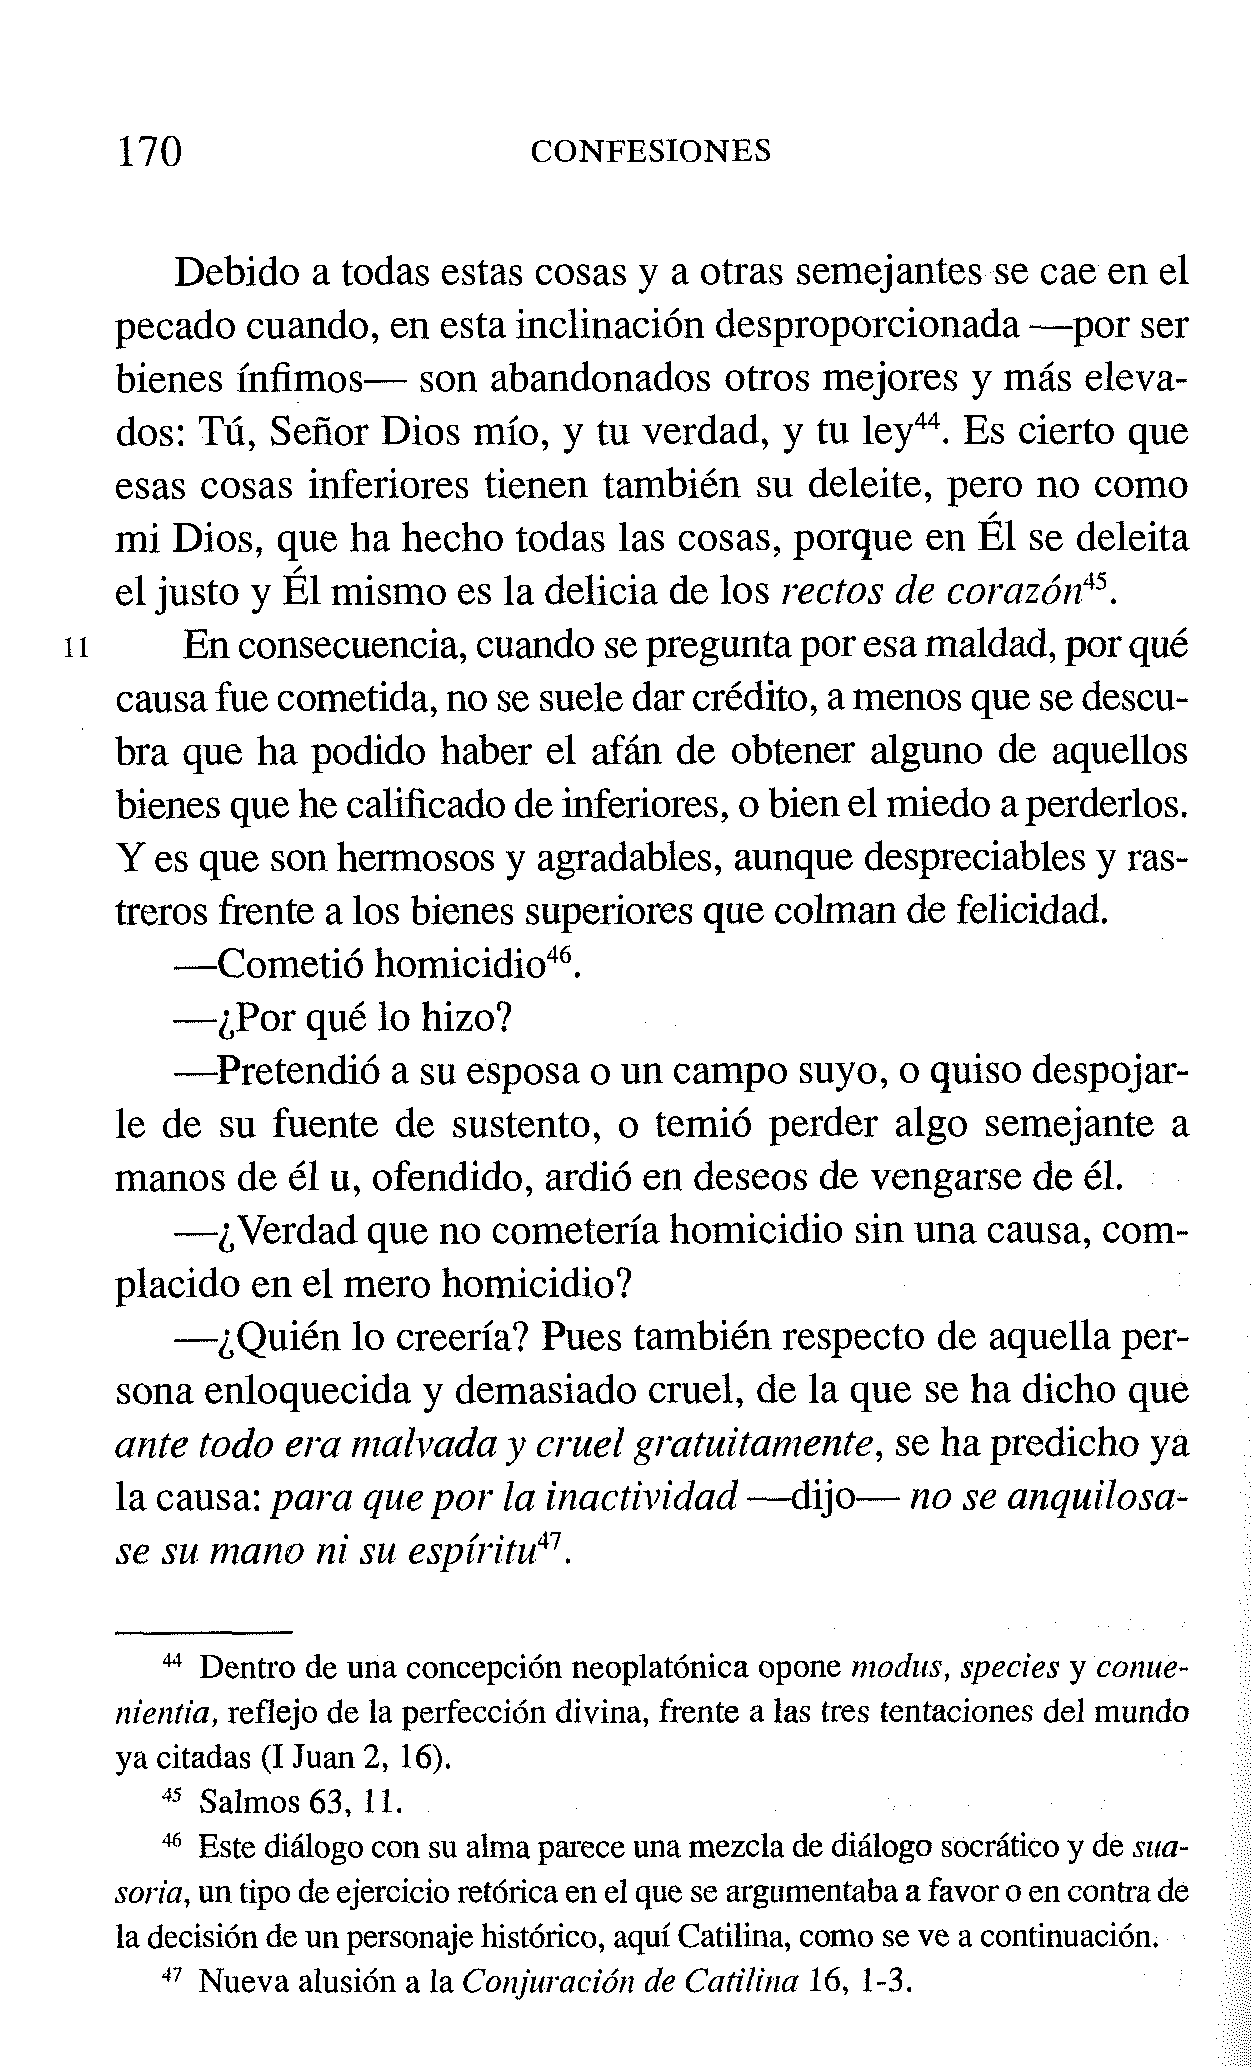 170 CONFESIONES
Debido a todas estas cosas y a otras semejantes se cae en el
pecado cuando, en esta inclinación desproporcionada —por ser
bienes ínfimos— son abandonados otros mejores y más eleva-
dos: Tú, Señor Dios mío, y tu verdad, y tu ley⁴⁴. Es cierto que
esas cosas inferiores tienen también su deleite, pero no como
mi Dios, que ha hecho todas las cosas, porque en Él se deleita
el justo y Él mismo es la delicia de los rectos de corazón⁴⁵.
11 En consecuencia, cuando se pregunta por esa maldad, por qué
causa fue cometida, no se suele dar crédito, a menos que se descu-
bra que ha podido haber el afán de obtener alguno de aquellos
bienes que he calificado de inferiores, o bien el miedo a perderlos.
Y es que son hermosos y agradables, aunque despreciables y ras-
treros frente a los bienes superiores que colman de felicidad.
—Cometió homicidio⁴⁶.
—¿Por qué lo hizo?
—Pretendió a su esposa o un campo suyo, o quiso despojar-
le de su fuente de sustento, o temió perder algo semejante a
manos de él u, ofendido, ardió en deseos de vengarse de él.
—¿Verdad que no cometería homicidio sin una causa, com-
placido en el mero homicidio?
—¿Quién lo creería? Pues también respecto de aquella per-
sona enloquecida y demasiado cruel, de la que se ha dicho que
ante todo era malvada y cruel gratuitamente, se ha predicho ya
la causa: para que por la inactividad —dijo— no se anquilosa-
se su mano ni su espíritu⁴⁷.
⁴⁴ Dentro de una concepción neoplatónica opone modus, species y conue-
nientia, reflejo de la perfección divina, frente a las tres tentaciones del mundo
ya citadas (I Juan 2, 16).
⁴⁵ Salmos 63, 11.
⁴⁶ Este diálogo con su alma parece una mezcla de diálogo socrático y de sua-
soria, un tipo de ejercicio retórica en el que se argumentaba a favor o en contra de
la decisión de un personaje histórico, aquí Catilina, como se ve a continuación.
⁴⁷ Nueva alusión a la Conjuración de Catilina 16, 1-3.